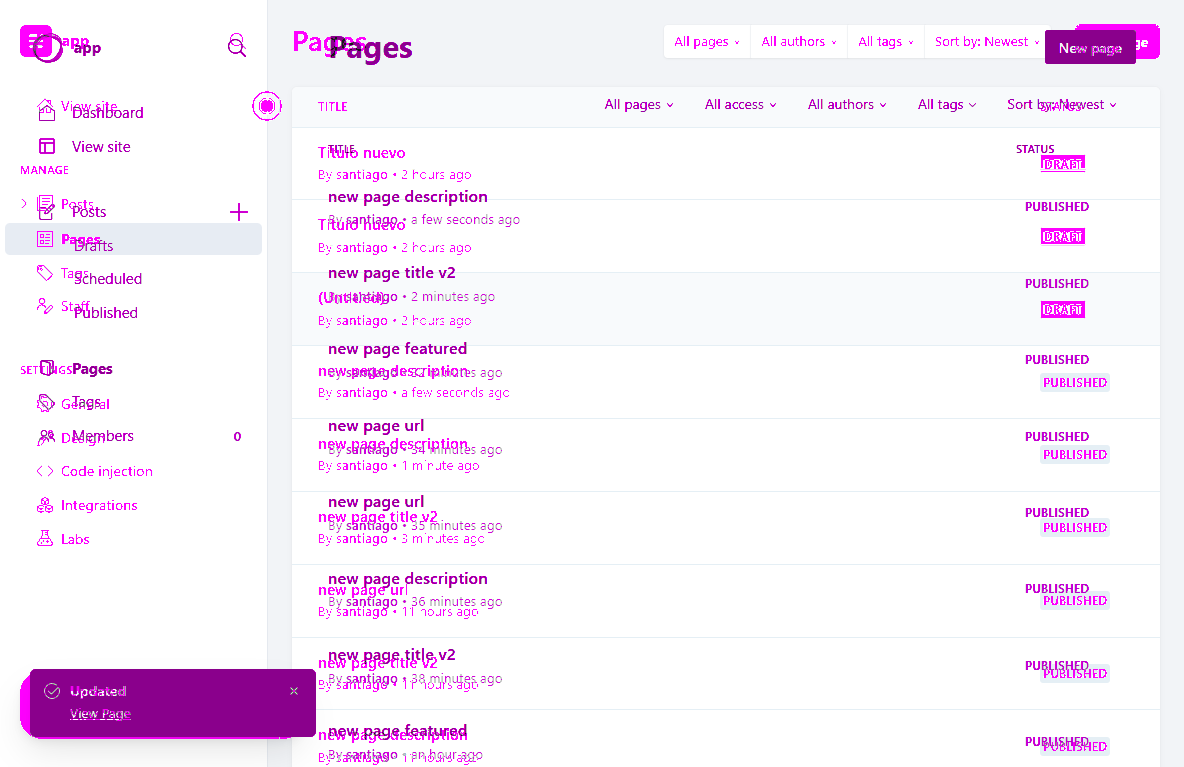 app
app
View site
Dashboard
View site
MANAGE
Posts
Posts
Pages
Drafts
Tags
Scheduled
Staff
Published
SETTINGS
Pages
General
Tags
Design
Members 0
Code injection
Integrations
Labs
Updated
View Page
Pages
Pages
All pages All authors All tags Sort by: Newest
New page
TITLE STATUS
All pages All access All authors All tags Sort by: Newest
TITLE STATUS
Título nuevo
By santiago • 2 hours ago DRAFT
new page description PUBLISHED
By santiago • a few seconds ago
Título nuevo DRAFT
By santiago • 2 hours ago
new page title v2 PUBLISHED
By santiago • 2 minutes ago
(Untitled) DRAFT
By santiago • 2 hours ago
new page featured PUBLISHED
By santiago • minutes ago
new page description PUBLISHED
By santiago • a few seconds ago
new page url PUBLISHED
By santiago • 34 minutes ago
new page description PUBLISHED
By santiago • 1 minute ago
new page url PUBLISHED
By santiago • 35 minutes ago
new page title v2 PUBLISHED
By santiago • 3 minutes ago
new page description PUBLISHED
By santiago • 36 minutes ago
new page url PUBLISHED
By santiago • 11 hours ago
new page title v2 PUBLISHED
By santiago • 38 minutes ago
new page title v2 PUBLISHED
By santiago • 11 hours ago
new page featured PUBLISHED
By santiago • an hour ago
new page description PUBLISHED
By santiago • 11 hours ago